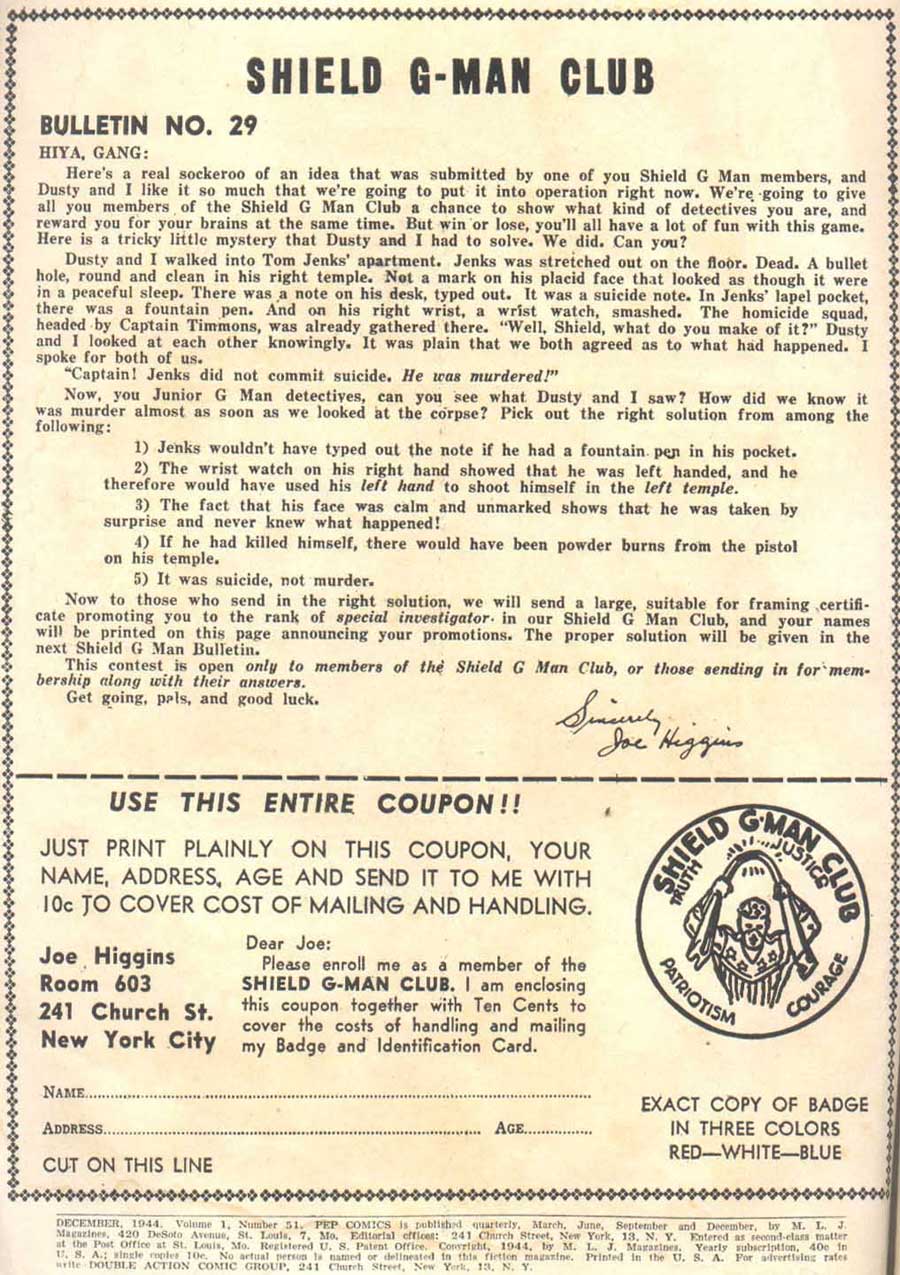 SHIELD G-MAN CLUB
BULLETIN NO. 29
HIYA, GANG:
Here's a real sockeroo of an idea that was submitted by one of you Shield G Man members, and
Dusty and I like it so much that we're going to put it into operation right now. We're going to give
all you members of the Shield G Man Club a chance to show what kind of detectives you are, and
reward you for your brains at the same time. But win or lose, you'll all have a lot of fun with this game.
Here is a tricky little mystery that Dusty and I had to solve. We did. Can you?
Dusty and I walked into Tom Jenks' apartment. Jenks was stretched out on the floor. Dead. A bullet
hole, round and clean in his right temple. Not a mark on his placid face that looked as though it were
in a peaceful sleep. There was a note on his desk, typed out. It was a suicide note. In Jenks' lapel pocket,
there was a fountain pen. And on his right wrist, a wrist watch, smashed. The homicide squad,
headed by Captain Timmons, was already gathered there. "Well, Shield, what do you make of it?" Dusty
and I looked at each other knowingly. It was plain that we both agreed as to what had happened. I
spoke for both of us.
"Captain! Jenks did not commit suicide. He was murdered!"
Now, you Junior G Man detectives, can you see what Dusty and I saw? How did we know it
was murder almost as soon as we looked at the corpse? Pick out the right solution from among the
following:
1) Jenks wouldn't have typed out the note if he had a fountain pen in his pocket.
2) The wrist watch on his right hand showed that he was left handed, and he
therefore would have used his left hand to shoot himself in the left temple.
3) The fact that his face was calm and unmarked shows that he was taken by
surprise and never knew what happened!
4) If he had killed himself, there would have been powder burns from the pistol
on his temple.
5) It was suicide, not murder.
Now to those who send in the right solution, we will send a large, suitable for framing certifi-
cate promoting you to the rank of special investigator in our Shield G Man Club, and your names
will be printed on this page announcing your promotions. The proper solution will be given in the
next Shield G Man Bulletin.
This contest is open only to members of the Shield G Man Club, or those sending in for mem-
bership along with their answers.
Get going, pals, and good luck.
Sincerely
Joe Higgins
USE THIS ENTIRE COUPON!!
JUST PRINT PLAINLY ON THIS COUPON, YOUR
NAME, ADDRESS, AGE AND SEND IT TO ME WITH
10c TO COVER COST OF MAILING AND HANDLING.
Joe Higgins
Room 603
241 Church St.
New York City
Dear Joe:
Please enroll me as a member of the
SHIELD G-MAN CLUB. I am enclosing
this coupon together with Ten Cents to
cover the costs of handling and mailing
my Badge and Identification Card.
NAME
ADDRESS AGE
CUT ON THIS LINE
SHIELD G-MAN CLUB
TRUTH JUSTICE
PATRIOTISM COURAGE
EXACT COPY OF BADGE
IN THREE COLORS
RED—WHITE—BLUE
DECEMBER, 1944. Volume 1, Number 51. PEP COMICS is published quarterly, March, June, September and December, by M. L. J.
Magazines, 420 DeSoto Avenue, St. Louis, 7, Mo. Editorial offices: 241 Church Street, New York, 13, N. Y. Entered as second-class matter
at the Post Office at St. Louis, Mo. Registered U. S. Patent Office. Copyright, 1944, by M. L. J. Magazines. Yearly subscription, 40c in
U. S. A.; single copies 10c. No actual person is named or delineated in this fiction magazine. Printed in the U. S. A. For advertising rates
write DOUBLE ACTION COMIC GROUP, 241 Church Street, New York, 13, N. Y.